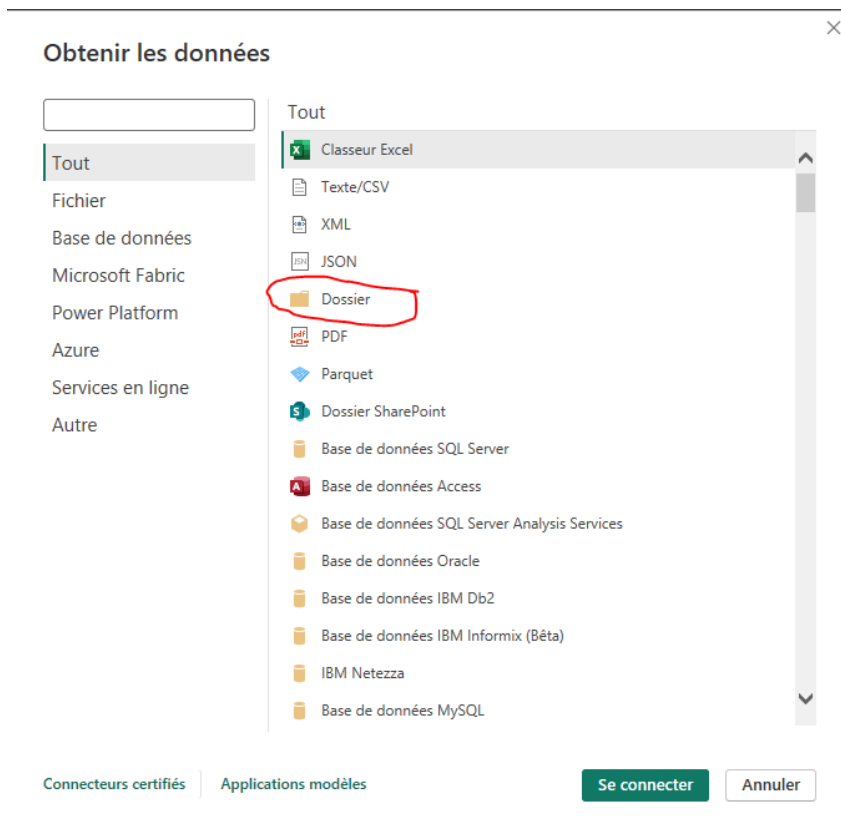 Obtenir les données
Tout
Fichier
Base de données
Microsoft Fabric
Power Platform
Azure
Services en ligne
Autre
Tout
Classeur Excel
Texte/CSV
XML
JSN JSON
Dossier
pdf PDF
Parquet
Dossier SharePoint
Base de données SQL Server
Base de données Access
Base de données SQL Server Analysis Services
Base de données Oracle
Base de données IBM Db2
Base de données IBM Informix (Bêta)
IBM Netezza
Base de données MySQL
Connecteurs certifiés
Applications modèles
Se connecter
Annuler